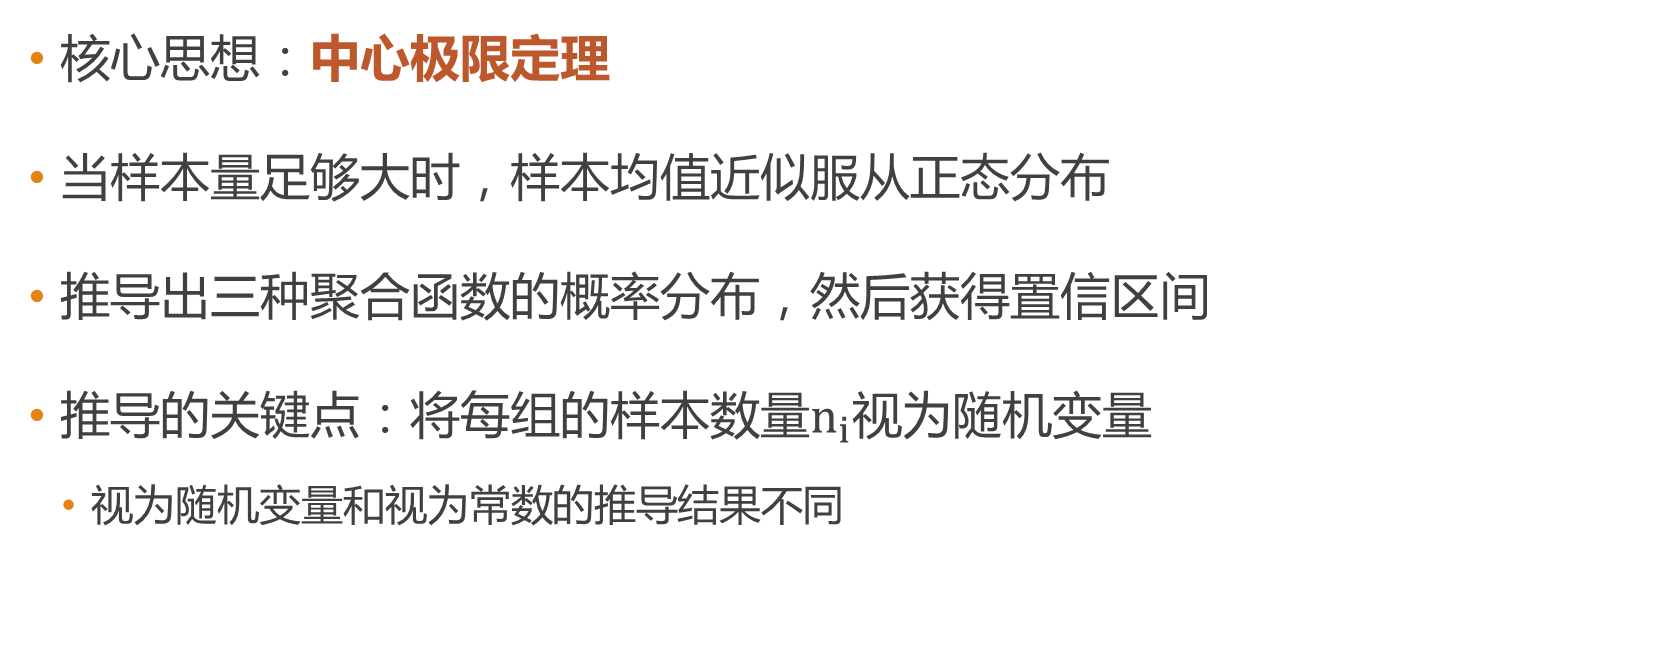 • 核心思想：中心极限定理
• 当样本量足够大时，样本均值近似服从正态分布
• 推导出三种聚合函数的概率分布，然后获得置信区间
• 推导的关键点：将每组的样本数量nᵢ视为随机变量
• 视为随机变量和视为常数的推导结果不同